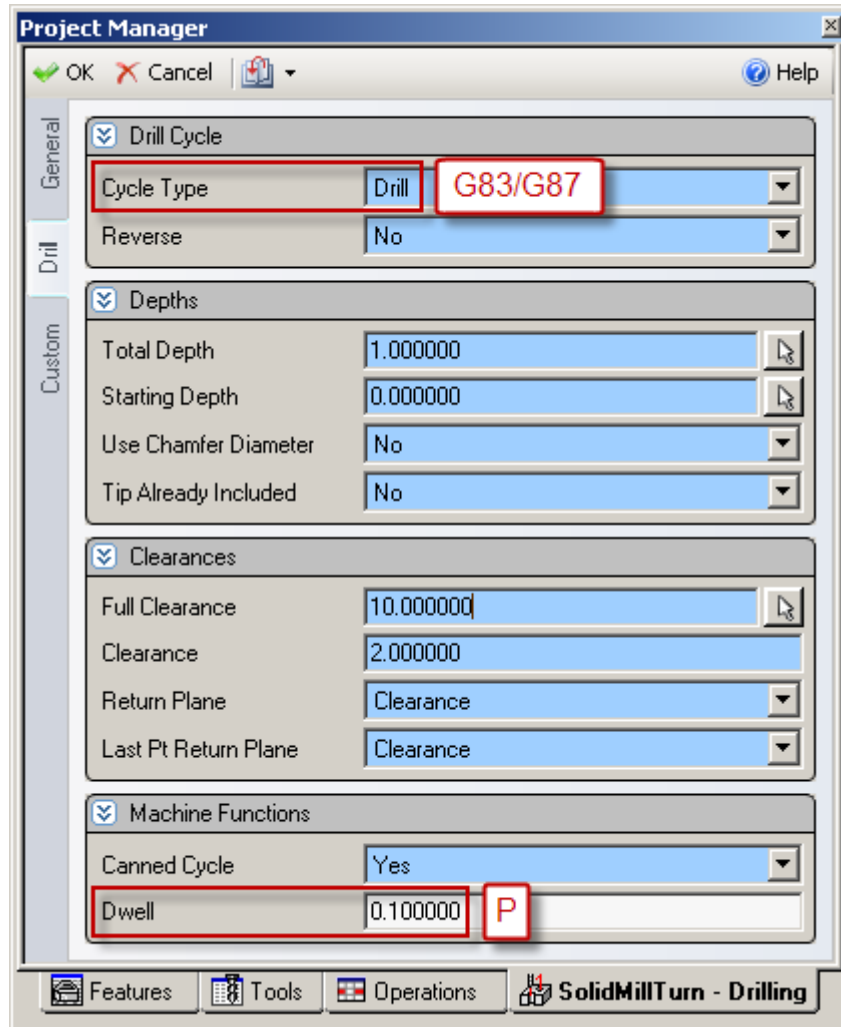 Project Manager
OK Cancel Help
General
Drill
Custom
Drill Cycle
Cycle Type Drill G83/G87
Reverse No
Depths
Total Depth 1.000000
Starting Depth 0.000000
Use Chamfer Diameter No
Tip Already Included No
Clearances
Full Clearance 10.000000
Clearance 2.000000
Return Plane Clearance
Last Pt Return Plane Clearance
Machine Functions
Canned Cycle Yes
Dwell 0.100000 P
Features Tools Operations SolidMillTurn - Drilling